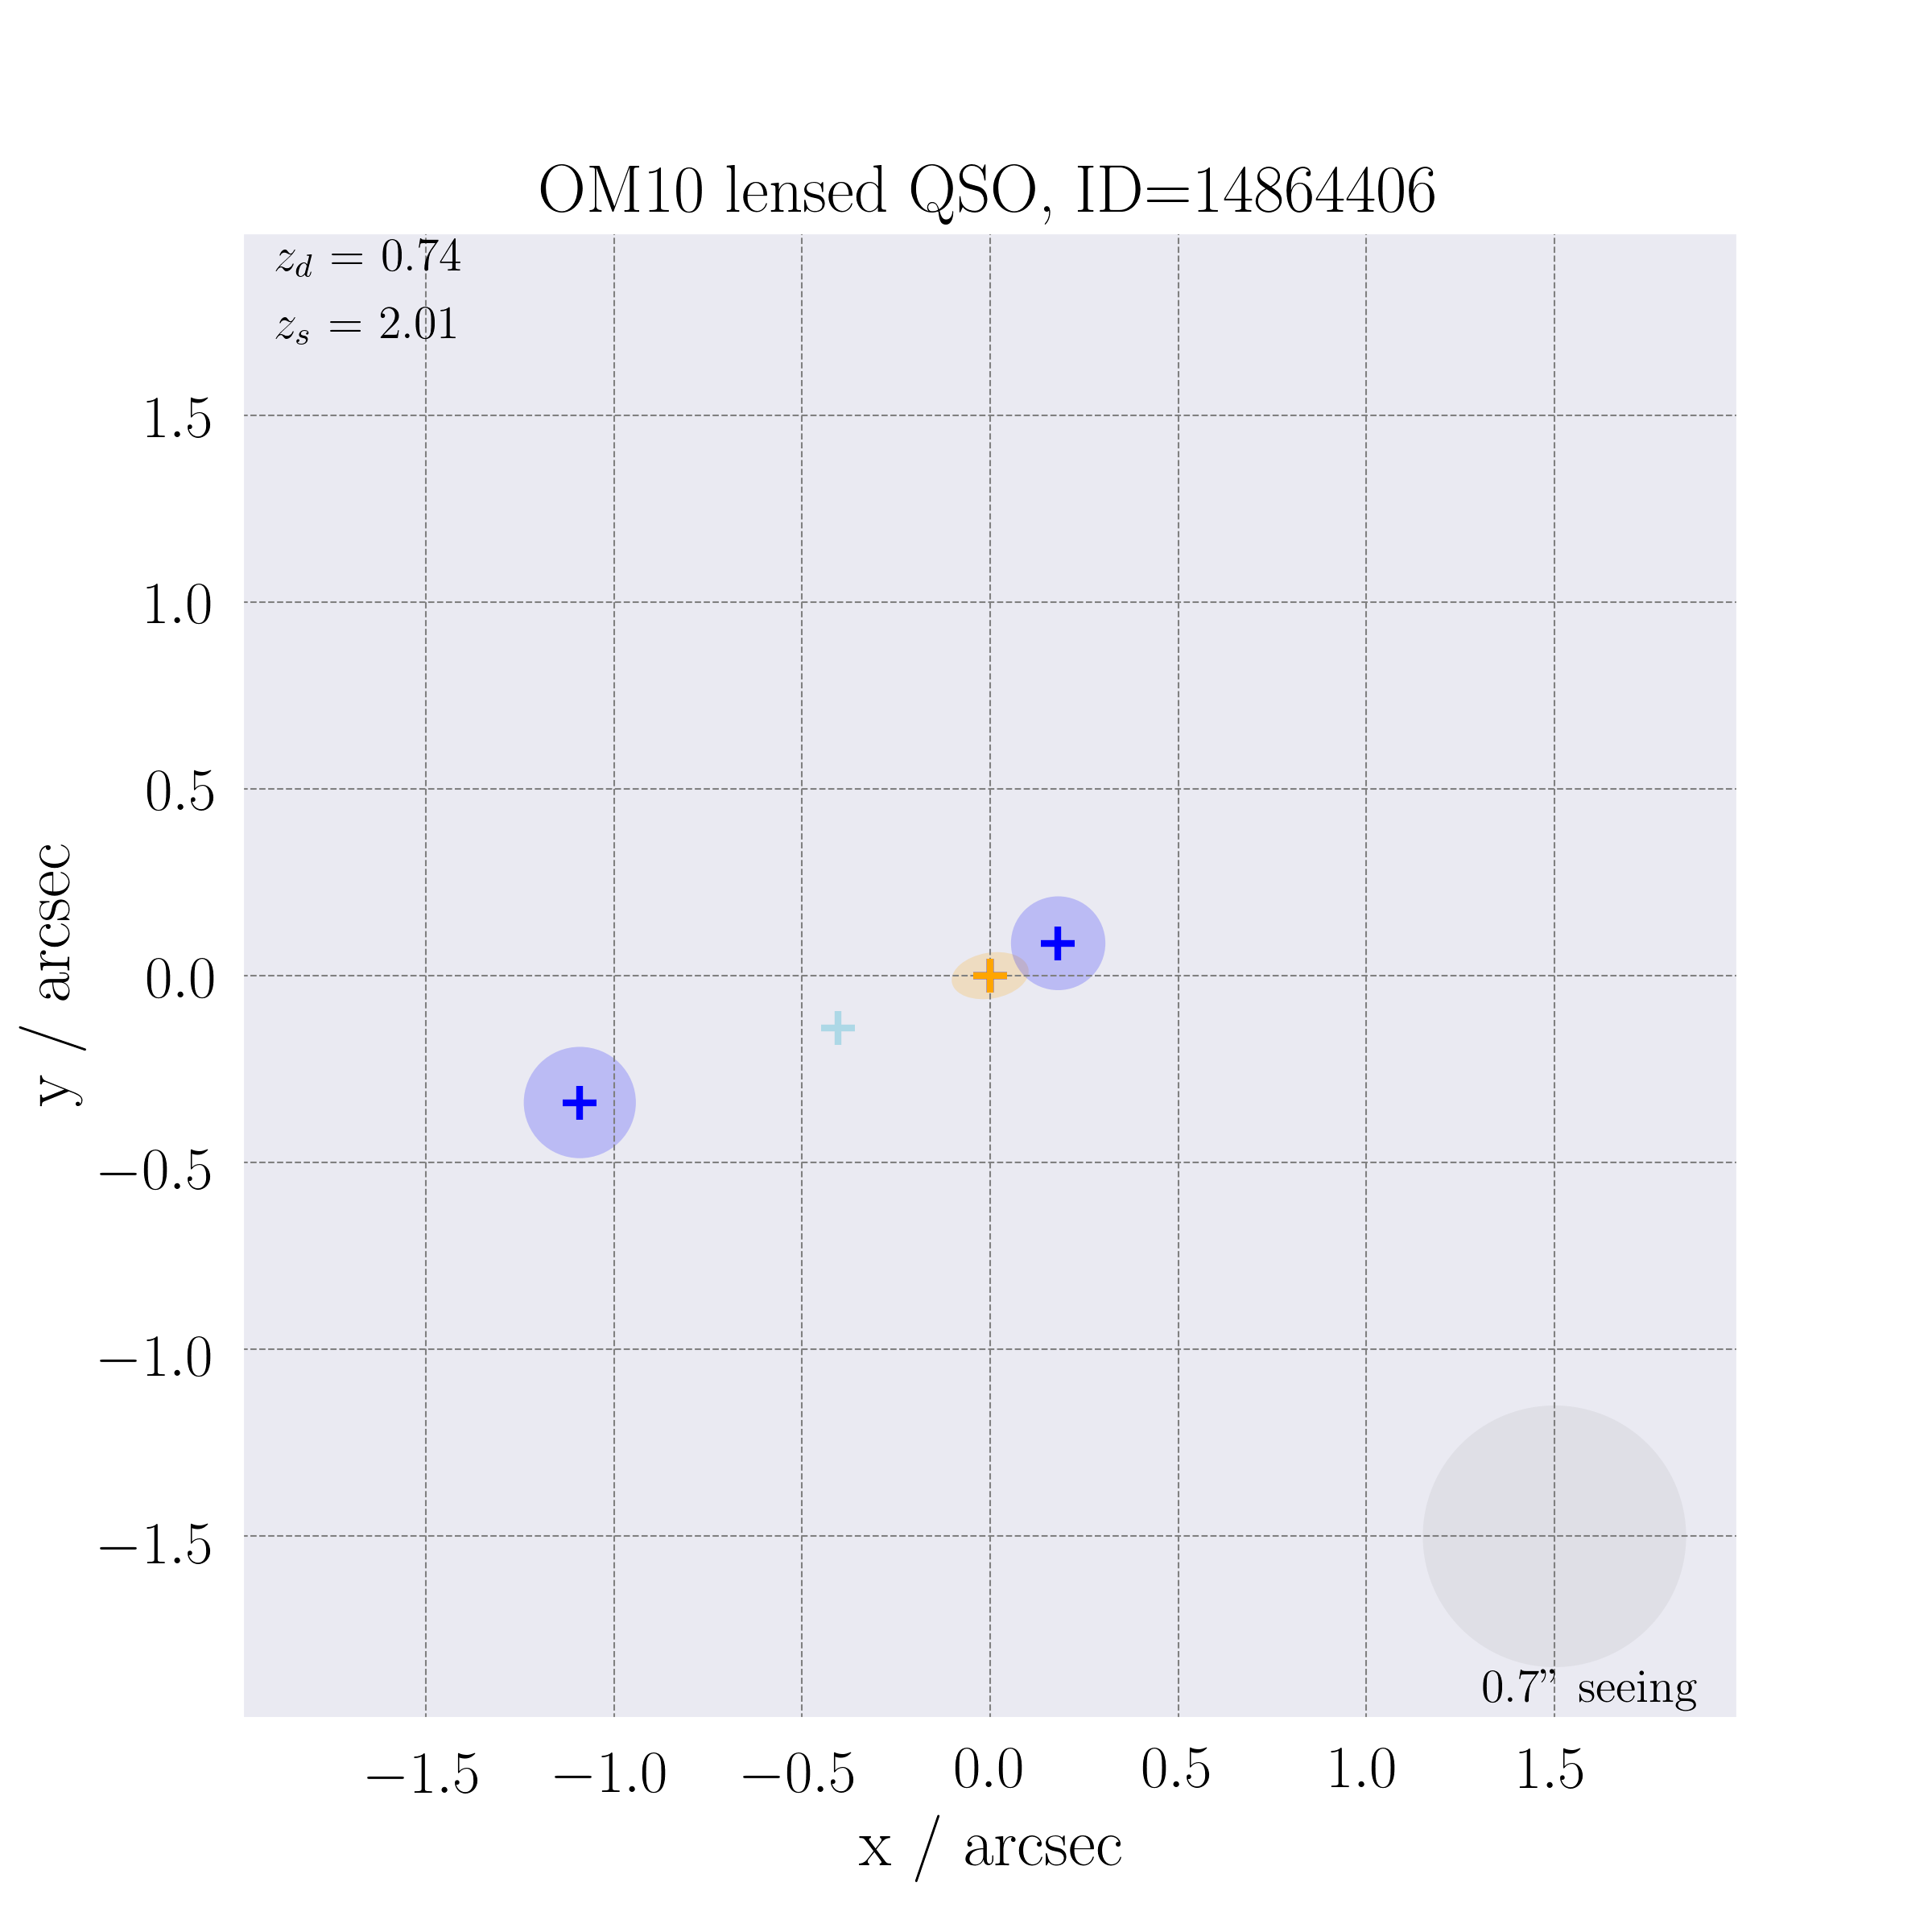 OM10 lensed QSO, ID=14864406
z_d = 0.74
z_s = 2.01
1.5
1.0
0.5
0.0
−0.5
−1.0
−1.5
y / arcsec
0.7” seeing
−1.5 −1.0 −0.5 0.0 0.5 1.0 1.5
x / arcsec